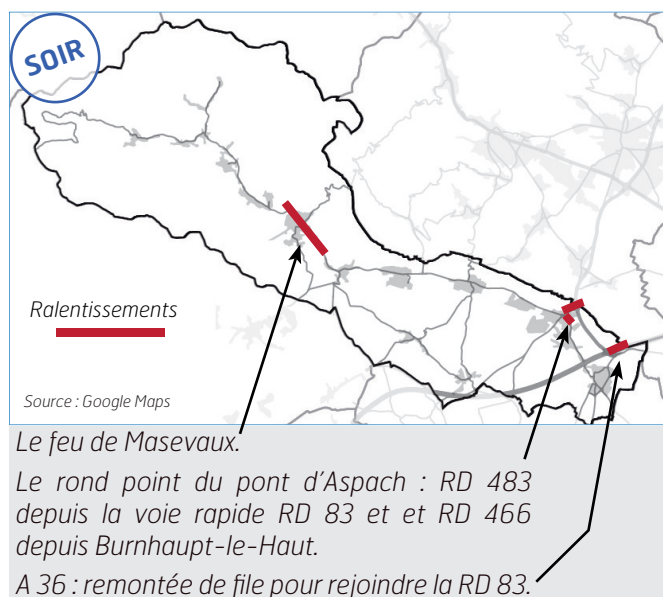 SOIR
Ralentissements
Source : Google Maps
Le feu de Masevaux.
Le rond point du pont d’Aspach : RD 483
depuis la voie rapide RD 83 et et RD 466
depuis Burnhaupt-le-Haut.
A 36 : remontée de file pour rejoindre la RD 83.